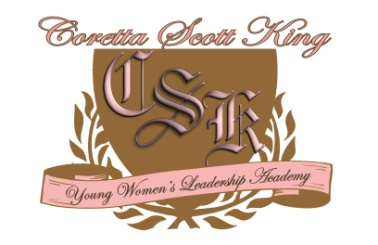 Coretta Scott King
CSK
Young Women's Leadership Academy